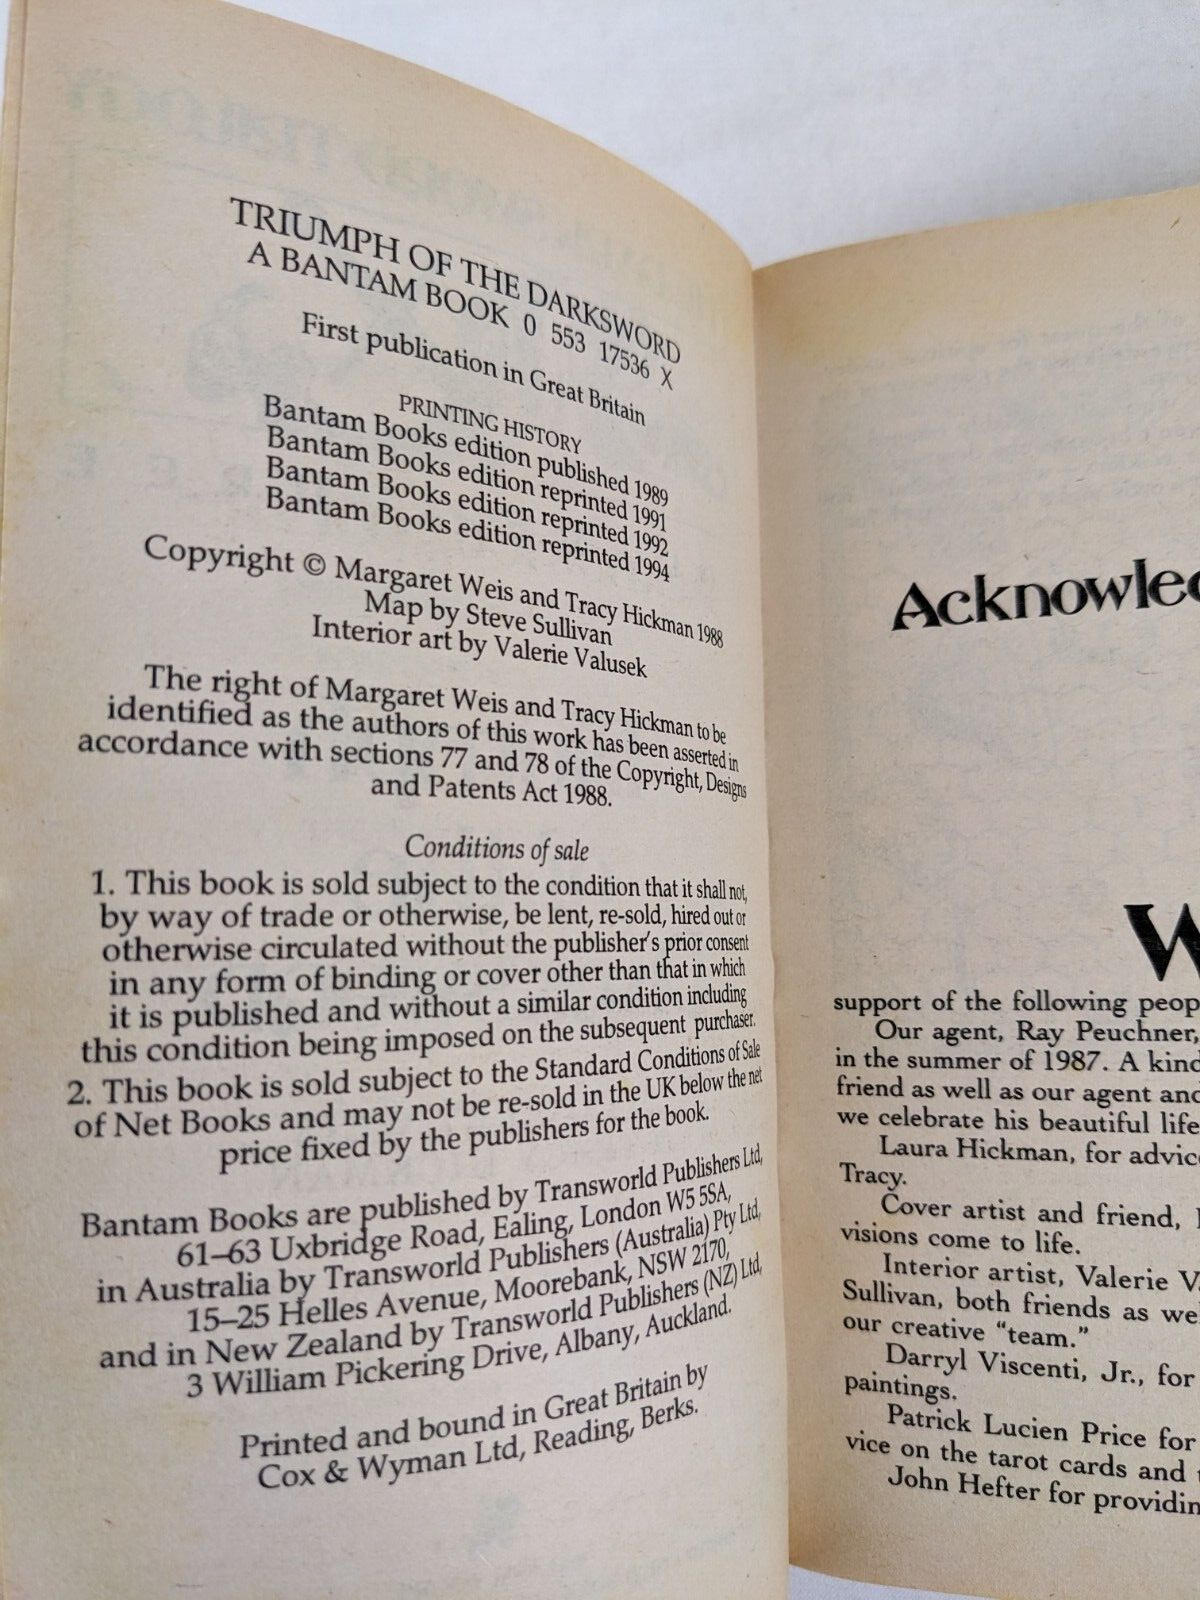 TRIUMPH OF THE DARKSWORD
A BANTAM BOOK 0 553 17536 X
First publication in Great Britain
PRINTING HISTORY
Bantam Books edition published 1989
Bantam Books edition reprinted 1991
Bantam Books edition reprinted 1992
Bantam Books edition reprinted 1994
Copyright © Margaret Weis and Tracy Hickman 1988
Map by Steve Sullivan
Interior art by Valerie Valusek
The right of Margaret Weis and Tracy Hickman to be
identified as the authors of this work has been asserted in
accordance with sections 77 and 78 of the Copyright, Designs
and Patents Act 1988.
Conditions of sale
1. This book is sold subject to the condition that it shall not,
by way of trade or otherwise, be lent, re-sold, hired out or
otherwise circulated without the publisher's prior consent
in any form of binding or cover other than that in which
it is published and without a similar condition including
this condition being imposed on the subsequent purchaser.
2. This book is sold subject to the Standard Conditions of Sale
of Net Books and may not be re-sold in the UK below the net
price fixed by the publishers for the book.
Bantam Books are published by Transworld Publishers Ltd,
61–63 Uxbridge Road, Ealing, London W5 5SA,
in Australia by Transworld Publishers (Australia) Pty Ltd,
15–25 Helles Avenue, Moorebank, NSW 2170,
and in New Zealand by Transworld Publishers (NZ) Ltd,
3 William Pickering Drive, Albany, Auckland.
Printed and bound in Great Britain by
Cox & Wyman Ltd, Reading, Berks.
Acknowled
W
support of the following peop
Our agent, Ray Peuchner,
in the summer of 1987. A kind
friend as well as our agent and
we celebrate his beautiful life
Laura Hickman, for advic
Tracy.
Cover artist and friend,
visions come to life.
Interior artist, Valerie V
Sullivan, both friends as wel
our creative "team."
Darryl Viscenti, Jr., for
paintings.
Patrick Lucien Price for
vice on the tarot cards and
John Hefter for providin